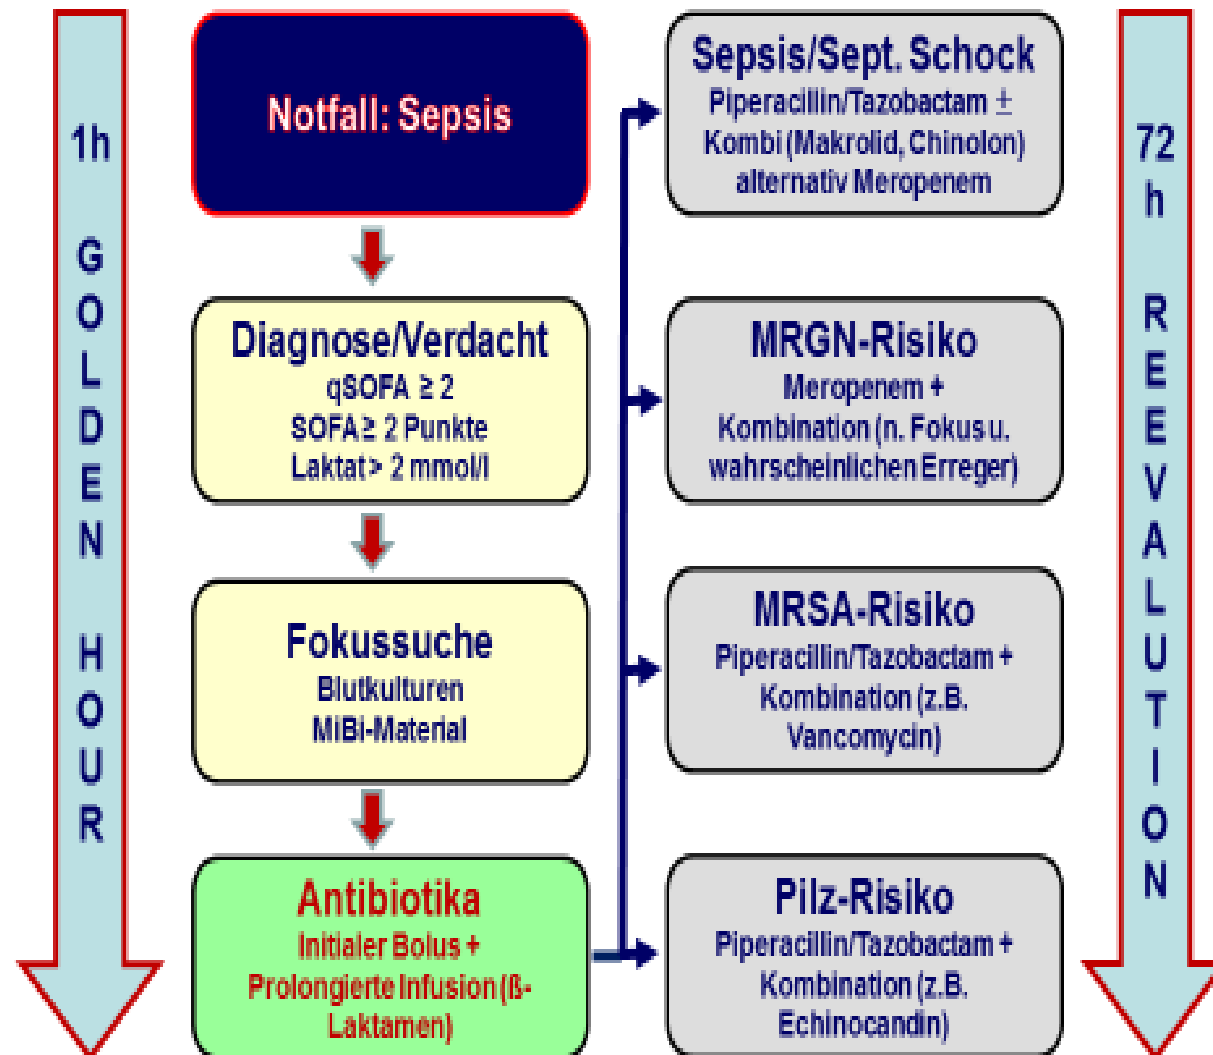 1h
GOLDEN
HOUR
Notfall: Sepsis
Diagnose/Verdacht
qSOFA ≥ 2
SOFA ≥ 2 Punkte
Laktat > 2 mmol/l
Fokussuche
Blutkulturen
MiBi-Material
Antibiotika
Initialer Bolus +
Prolongierte Infusion (ß-
Laktamen)
Sepsis/Sept. Schock
Piperacillin/Tazobactam ±
Kombi (Makrolid, Chinolon)
alternativ Meropenem
MRGN-Risiko
Meropenem +
Kombination (n. Fokus u.
wahrscheinlichen Erreger)
MRSA-Risiko
Piperacillin/Tazobactam +
Kombination (z.B.
Vancomycin)
Pilz-Risiko
Piperacillin/Tazobactam +
Kombination (z.B.
Echinocandin)
72
h
REEVALUTION